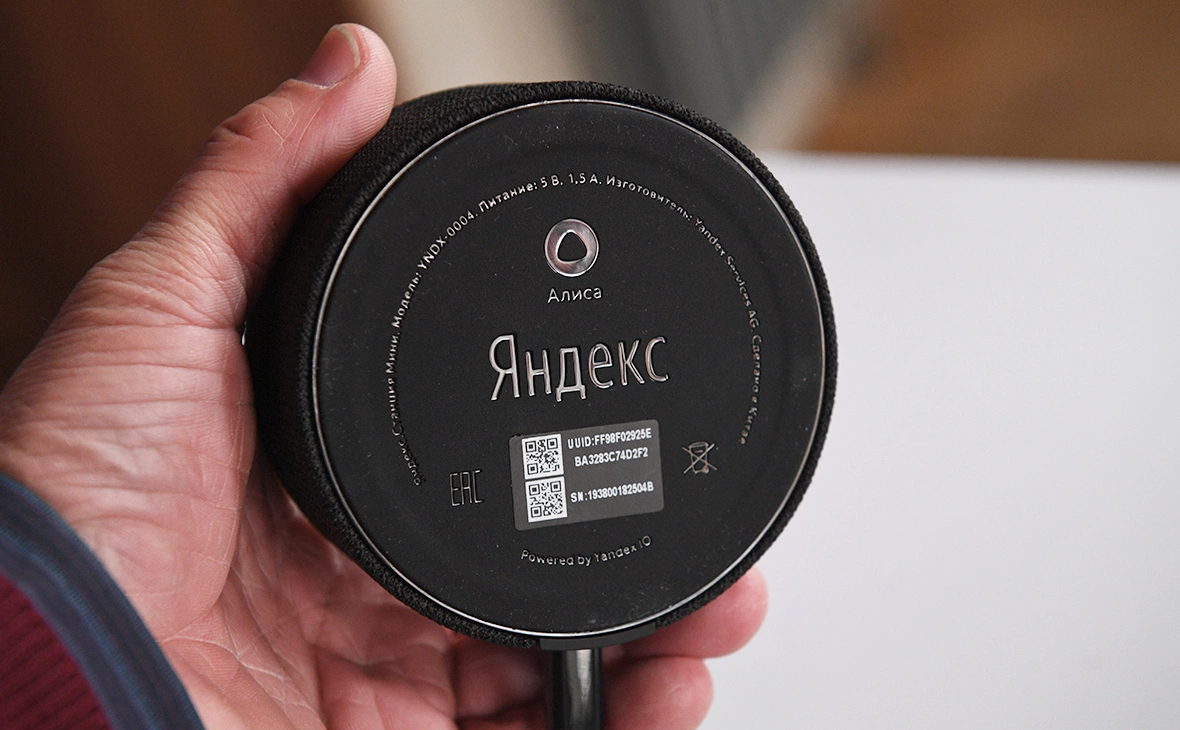 Яндекс.Станция Мини. Модель: YNDX-0004. Питание: 5 В, 1,5 А. Изготовитель: Yandex Services AG. Сделано в Китае
Алиса
Яндекс
UUID:FF98F02925E
BA3283C74D2F2
EAC
SN:193800182504B
Powered by Yandex IO